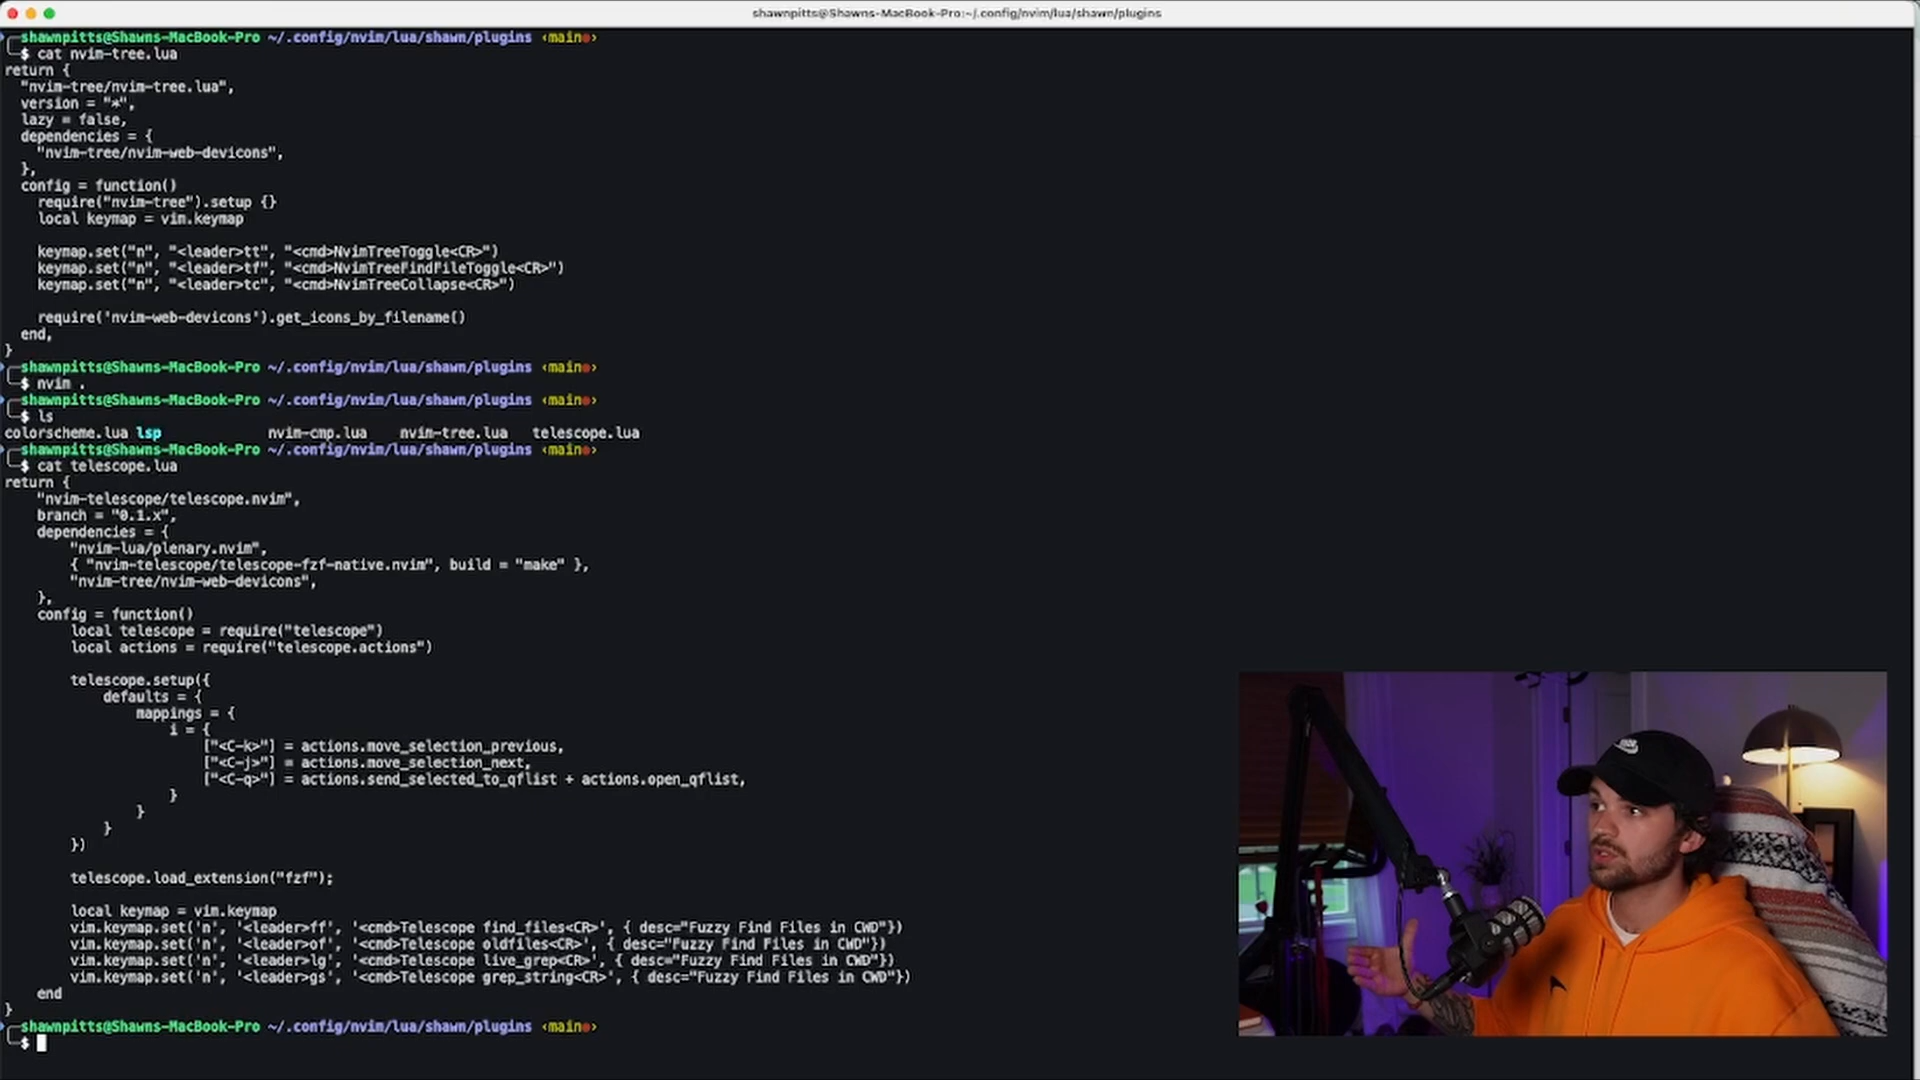 shawnpitts@Shawns-MacBook-Pro:~/.config/nvim/lua/shawn/plugins
shawnpitts@Shawns-MacBook-Pro ~/.config/nvim/lua/shawn/plugins ‹main●›
$ cat nvim-tree.lua
return {
  "nvim-tree/nvim-tree.lua",
  version = "*",
  lazy = false,
  dependencies = {
    "nvim-tree/nvim-web-devicons",
  },
  config = function()
    require("nvim-tree").setup {}
    local keymap = vim.keymap
    keymap.set("n", "<leader>tt", "<cmd>NvimTreeToggle<CR>")
    keymap.set("n", "<leader>tf", "<cmd>NvimTreeFindFileToggle<CR>")
    keymap.set("n", "<leader>tc", "<cmd>NvimTreeCollapse<CR>")
    require('nvim-web-devicons').get_icons_by_filename()
  end,
}
shawnpitts@Shawns-MacBook-Pro ~/.config/nvim/lua/shawn/plugins ‹main●›
$ nvim .
shawnpitts@Shawns-MacBook-Pro ~/.config/nvim/lua/shawn/plugins ‹main●›
$ ls
colorscheme.lua lsp             nvim-cmp.lua    nvim-tree.lua   telescope.lua
shawnpitts@Shawns-MacBook-Pro ~/.config/nvim/lua/shawn/plugins ‹main●›
$ cat telescope.lua
return {
    "nvim-telescope/telescope.nvim",
    branch = "0.1.x",
    dependencies = {
        "nvim-lua/plenary.nvim",
        { "nvim-telescope/telescope-fzf-native.nvim", build = "make" },
        "nvim-tree/nvim-web-devicons",
    },
    config = function()
        local telescope = require("telescope")
        local actions = require("telescope.actions")
        telescope.setup({
            defaults = {
                mappings = {
                    i = {
                        ["<C-k>"] = actions.move_selection_previous,
                        ["<C-j>"] = actions.move_selection_next,
                        ["<C-q>"] = actions.send_selected_to_qflist + actions.open_qflist,
                    }
                }
            }
        })
        telescope.load_extension("fzf");
        local keymap = vim.keymap
        vim.keymap.set('n', '<leader>ff', '<cmd>Telescope find_files<CR>', { desc="Fuzzy Find Files in CWD"})
        vim.keymap.set('n', '<leader>of', '<cmd>Telescope oldfiles<CR>', { desc="Fuzzy Find Files in CWD"})
        vim.keymap.set('n', '<leader>lg', '<cmd>Telescope live_grep<CR>', { desc="Fuzzy Find Files in CWD"})
        vim.keymap.set('n', '<leader>gs', '<cmd>Telescope grep_string<CR>', { desc="Fuzzy Find Files in CWD"})
    end
}
shawnpitts@Shawns-MacBook-Pro ~/.config/nvim/lua/shawn/plugins ‹main●›
$